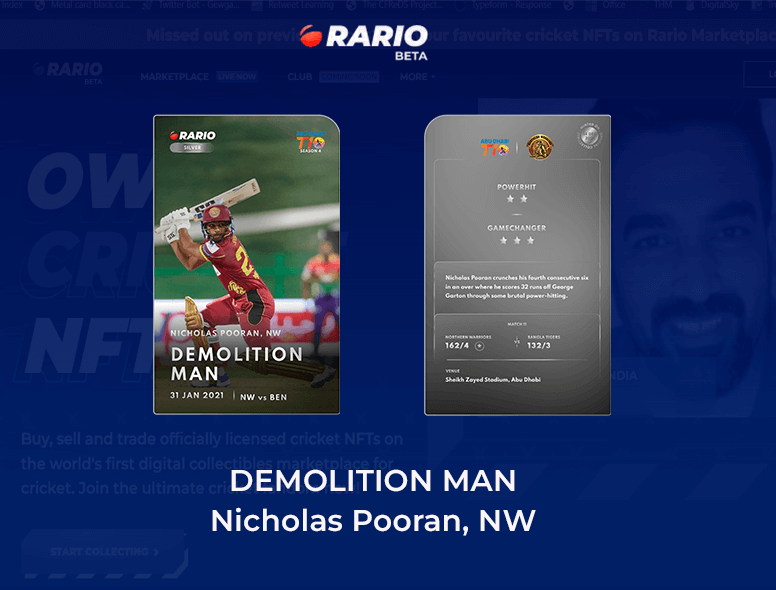 RARIO
BETA
Missed out on
ur favourite cricket NFTs on Rario Marketplac
RARIO
BETA
MARKETPLACE LIVE NOW CLUB COMING SOON MORE
RARIO
SILVER
T10
SEASON 4
NICHOLAS POORAN, NW
DEMOLITION
MAN
31 JAN 2021 | NW vs BEN
ABU DHABI
T10
POWERHIT
GAMECHANGER
Nicholas Pooran crunches his fourth consecutive six
in an over where he scores 32 runs off George
Garton through some brutal power-hitting.
MATCH 11
NORTHERN WARRIORS
162/4
BANGLA TIGERS
132/3
VENUE
Sheikh Zayed Stadium, Abu Dhabi
Buy, sell and trade officially licensed cricket NFTs on
the world's first digital collectibles marketplace for
cricket. Join the ultimate
DEMOLITION MAN
Nicholas Pooran, NW
START COLLECTING